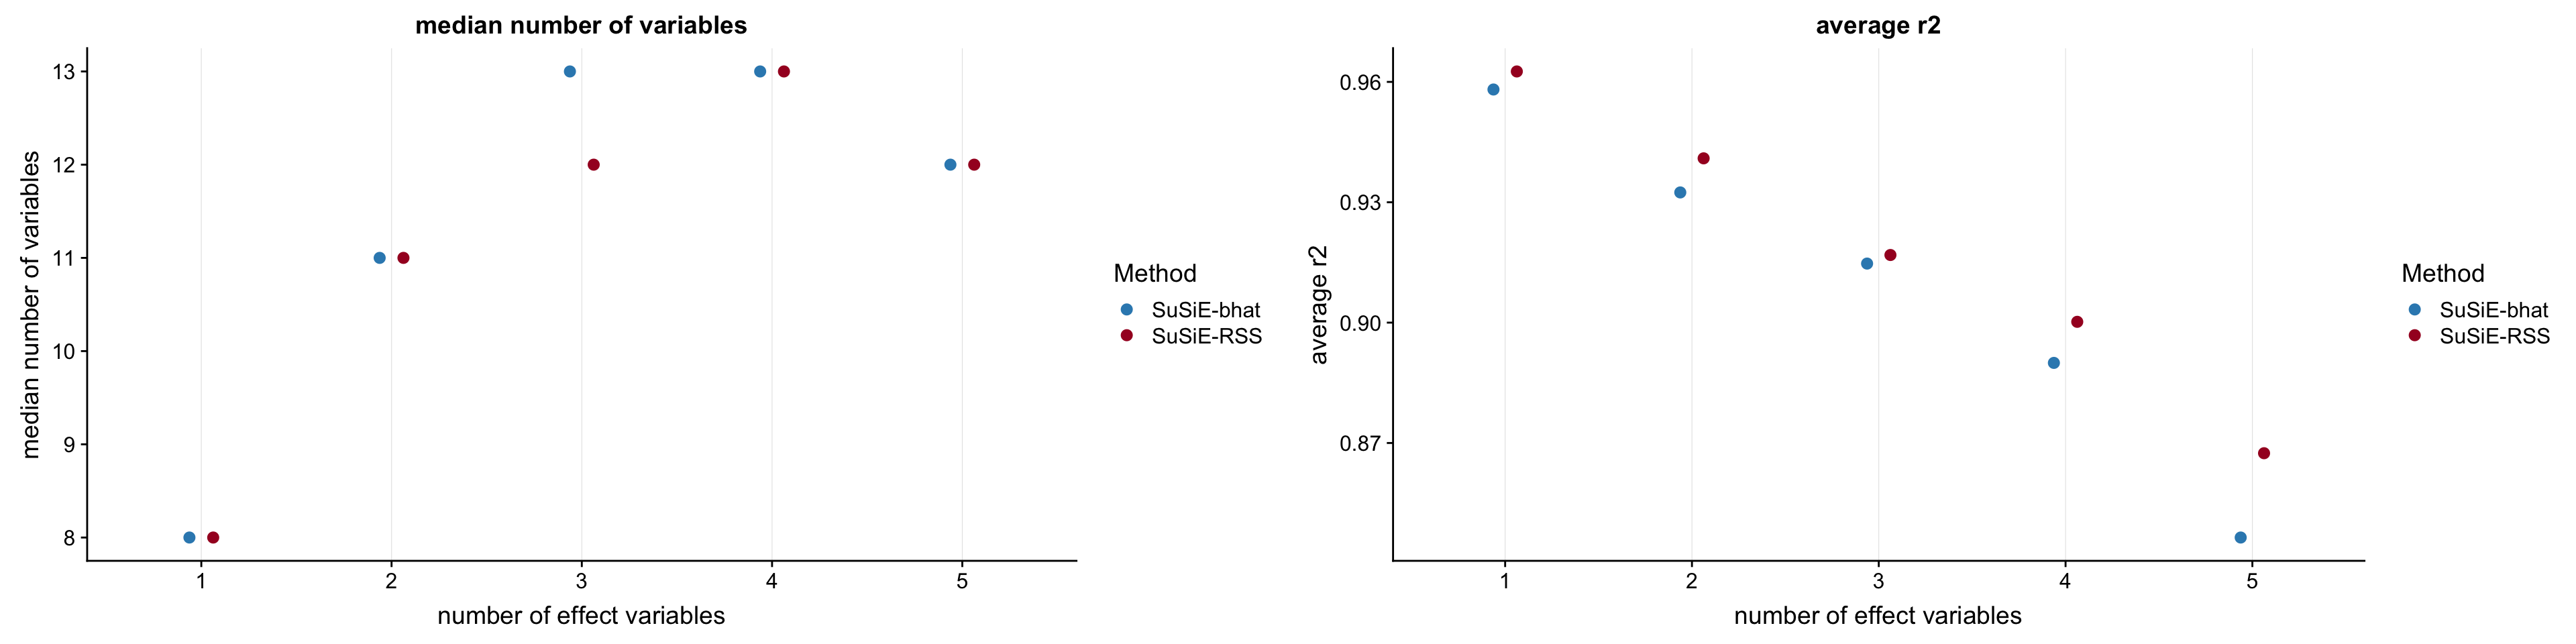 median number of variables
median number of variables
13
12
11
10
9
8
1 2 3 4 5
number of effect variables
Method
SuSiE-bhat
SuSiE-RSS
average r2
average r2
0.96
0.93
0.90
0.87
1 2 3 4 5
number of effect variables
Method
SuSiE-bhat
SuSiE-RSS